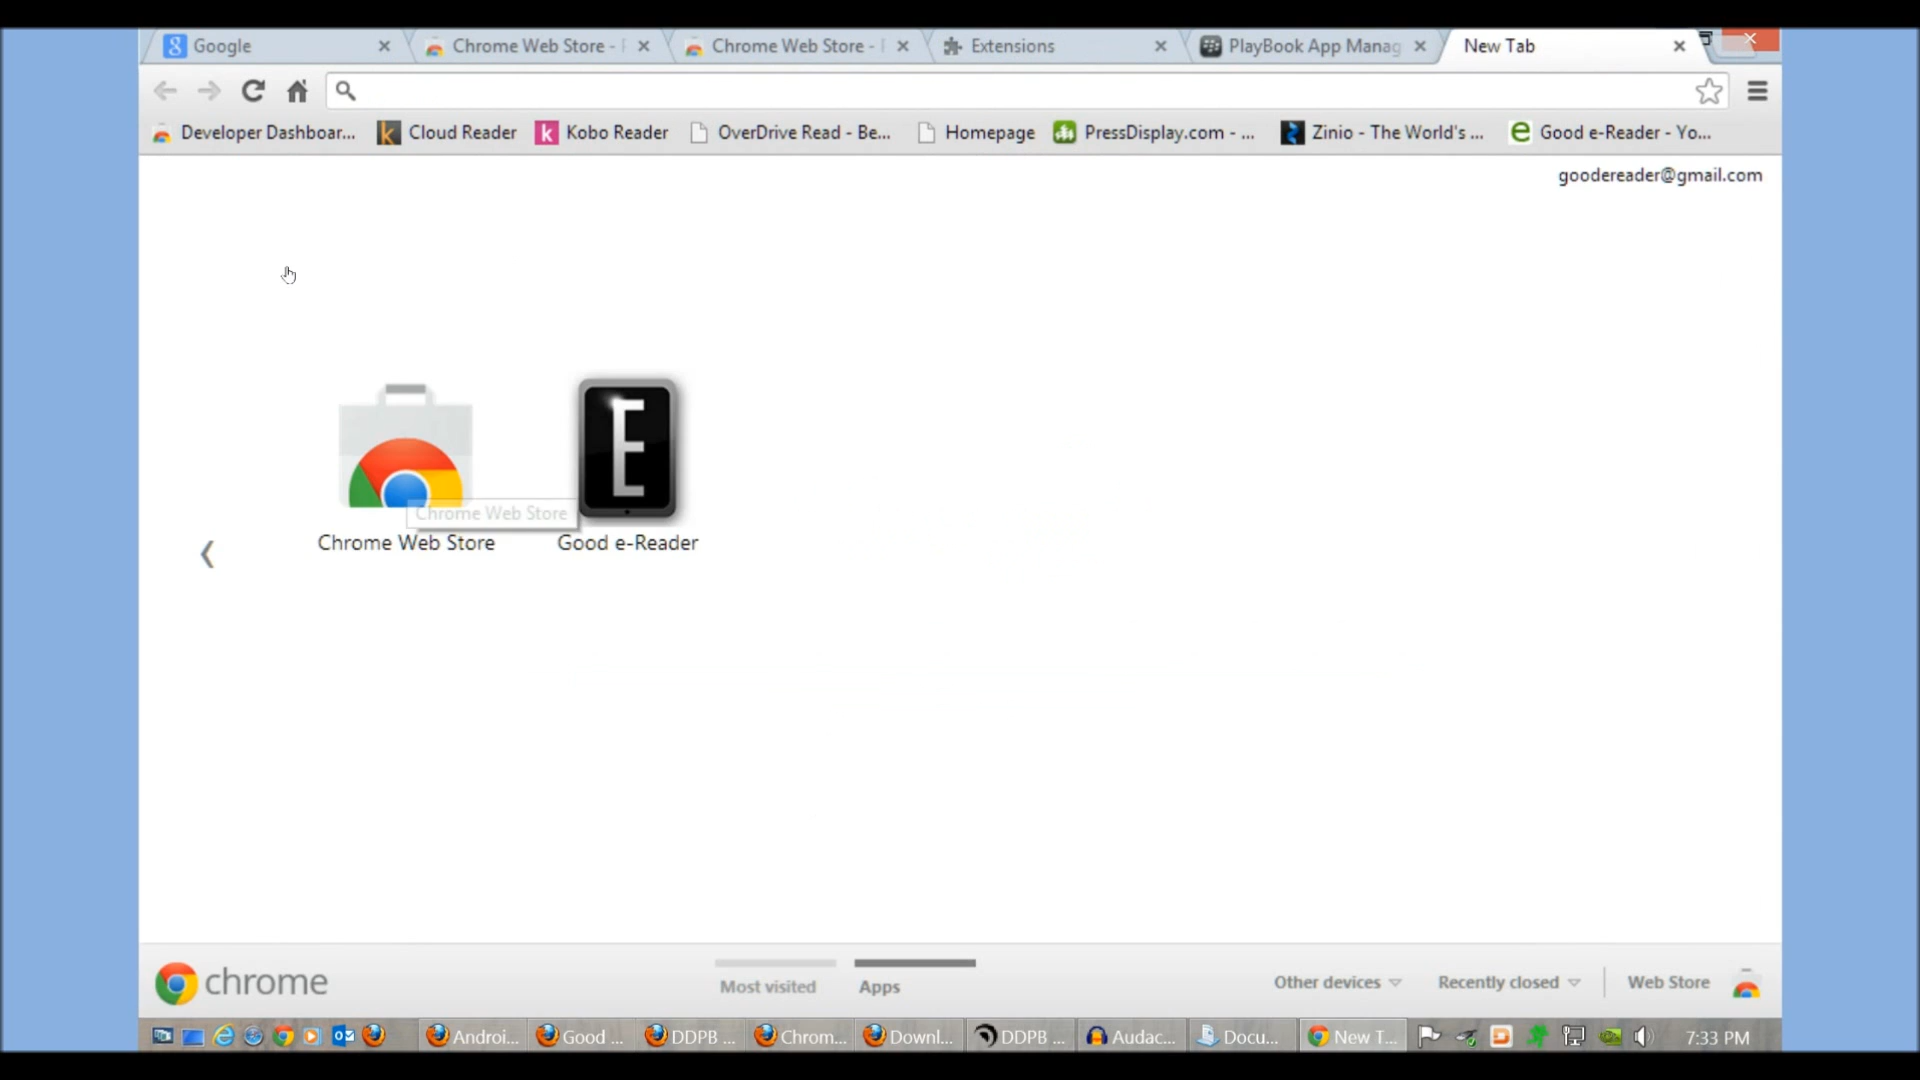 Google
Chrome Web Store -
Chrome Web Store -
Extensions
PlayBook App Manag
New Tab
Developer Dashboar...
Cloud Reader
Kobo Reader
OverDrive Read - Be...
Homepage
PressDisplay.com - ...
Zinio - The World's ...
Good e-Reader - Yo...
goodereader@gmail.com
E
Chrome Web Store
Chrome Web Store
Good e-Reader
chrome
Most visited
Apps
Other devices
Recently closed
Web Store
Androi...
Good ...
DDPB ...
Chrom...
Downl...
DDPB ...
Audac...
Docu...
New T...
7:33 PM